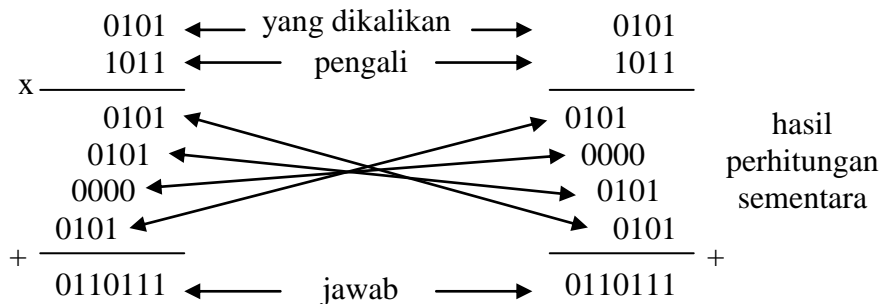 0101 yang dikalikan 0101
1011 pengali 1011
x
0101 0101
0101 0000
0000 0101
0101 0101
hasil
perhitungan
sementara
+ +
0110111 jawab 0110111